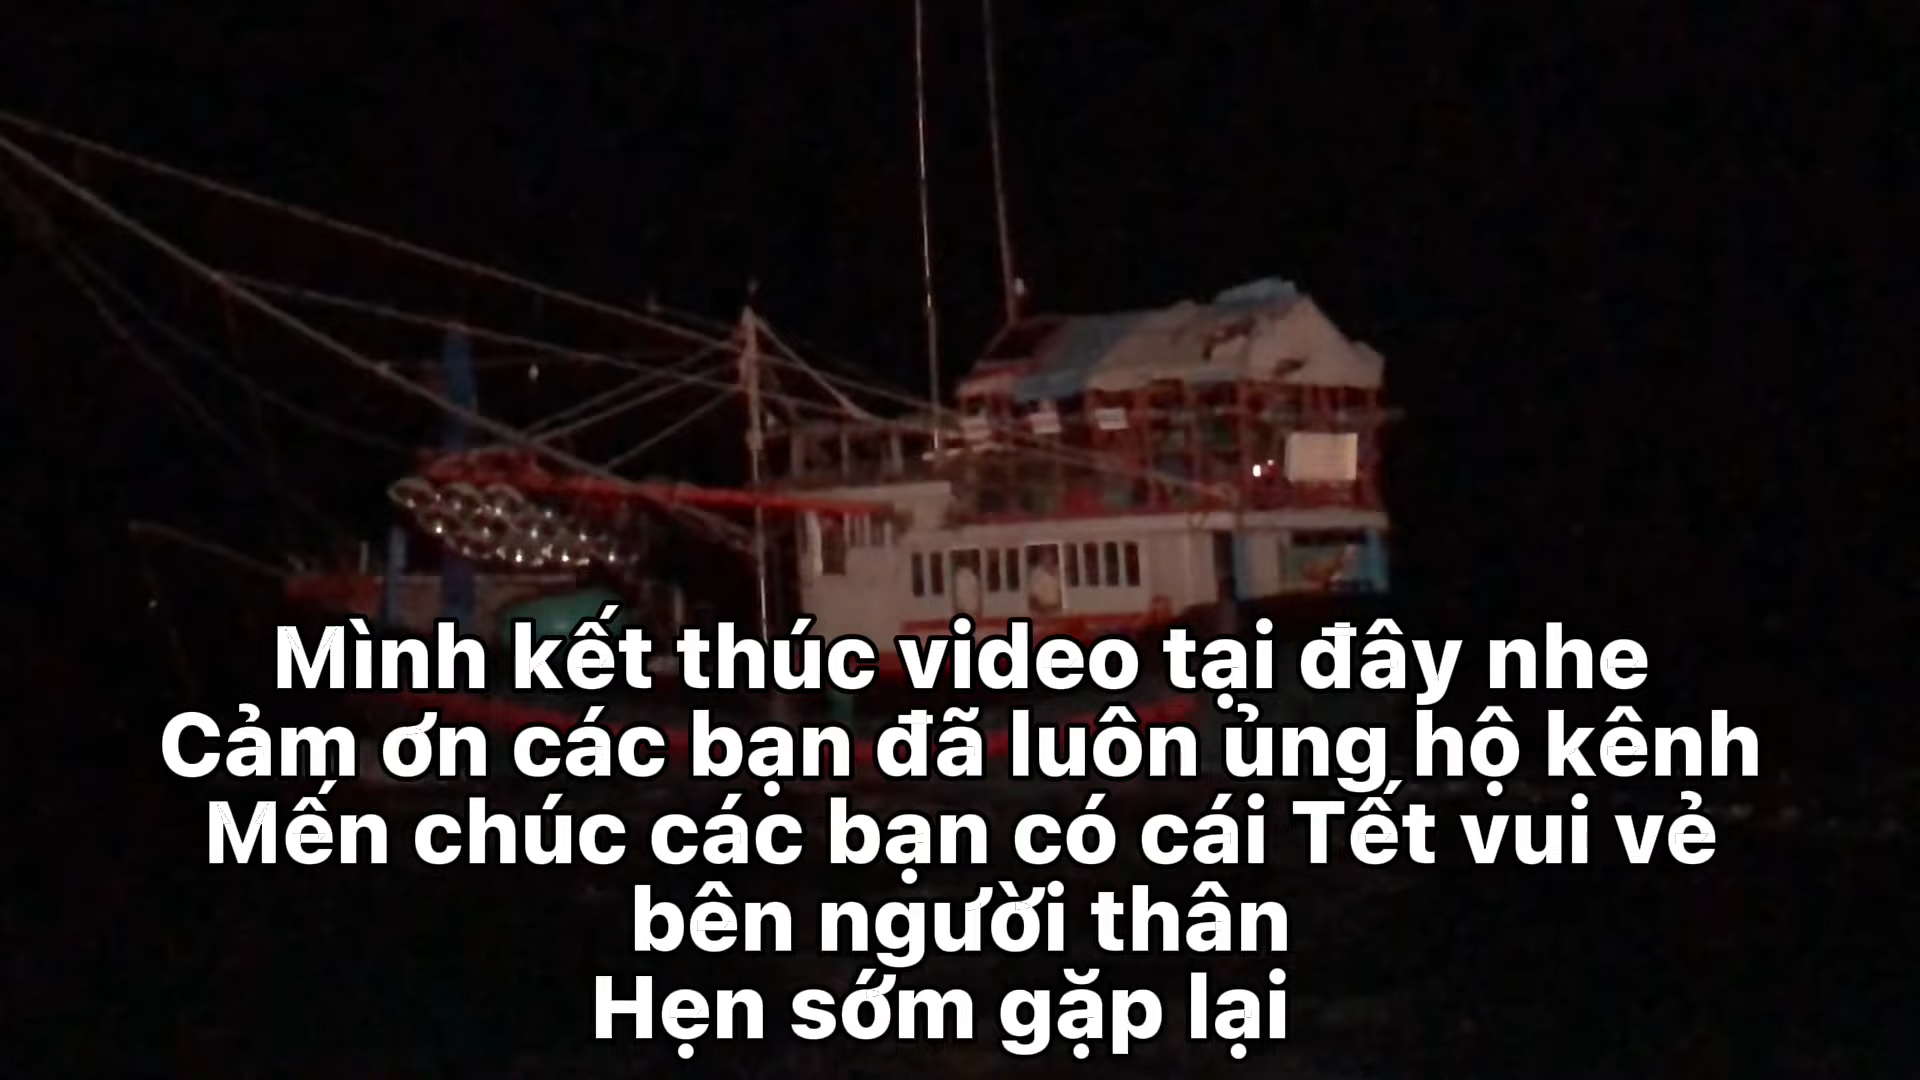 Mình kết thúc video tại đây nhe
Cảm ơn các bạn đã luôn ủng hộ kênh
Mến chúc các bạn có cái Tết vui vẻ
bên người thân
Hẹn sớm gặp lại